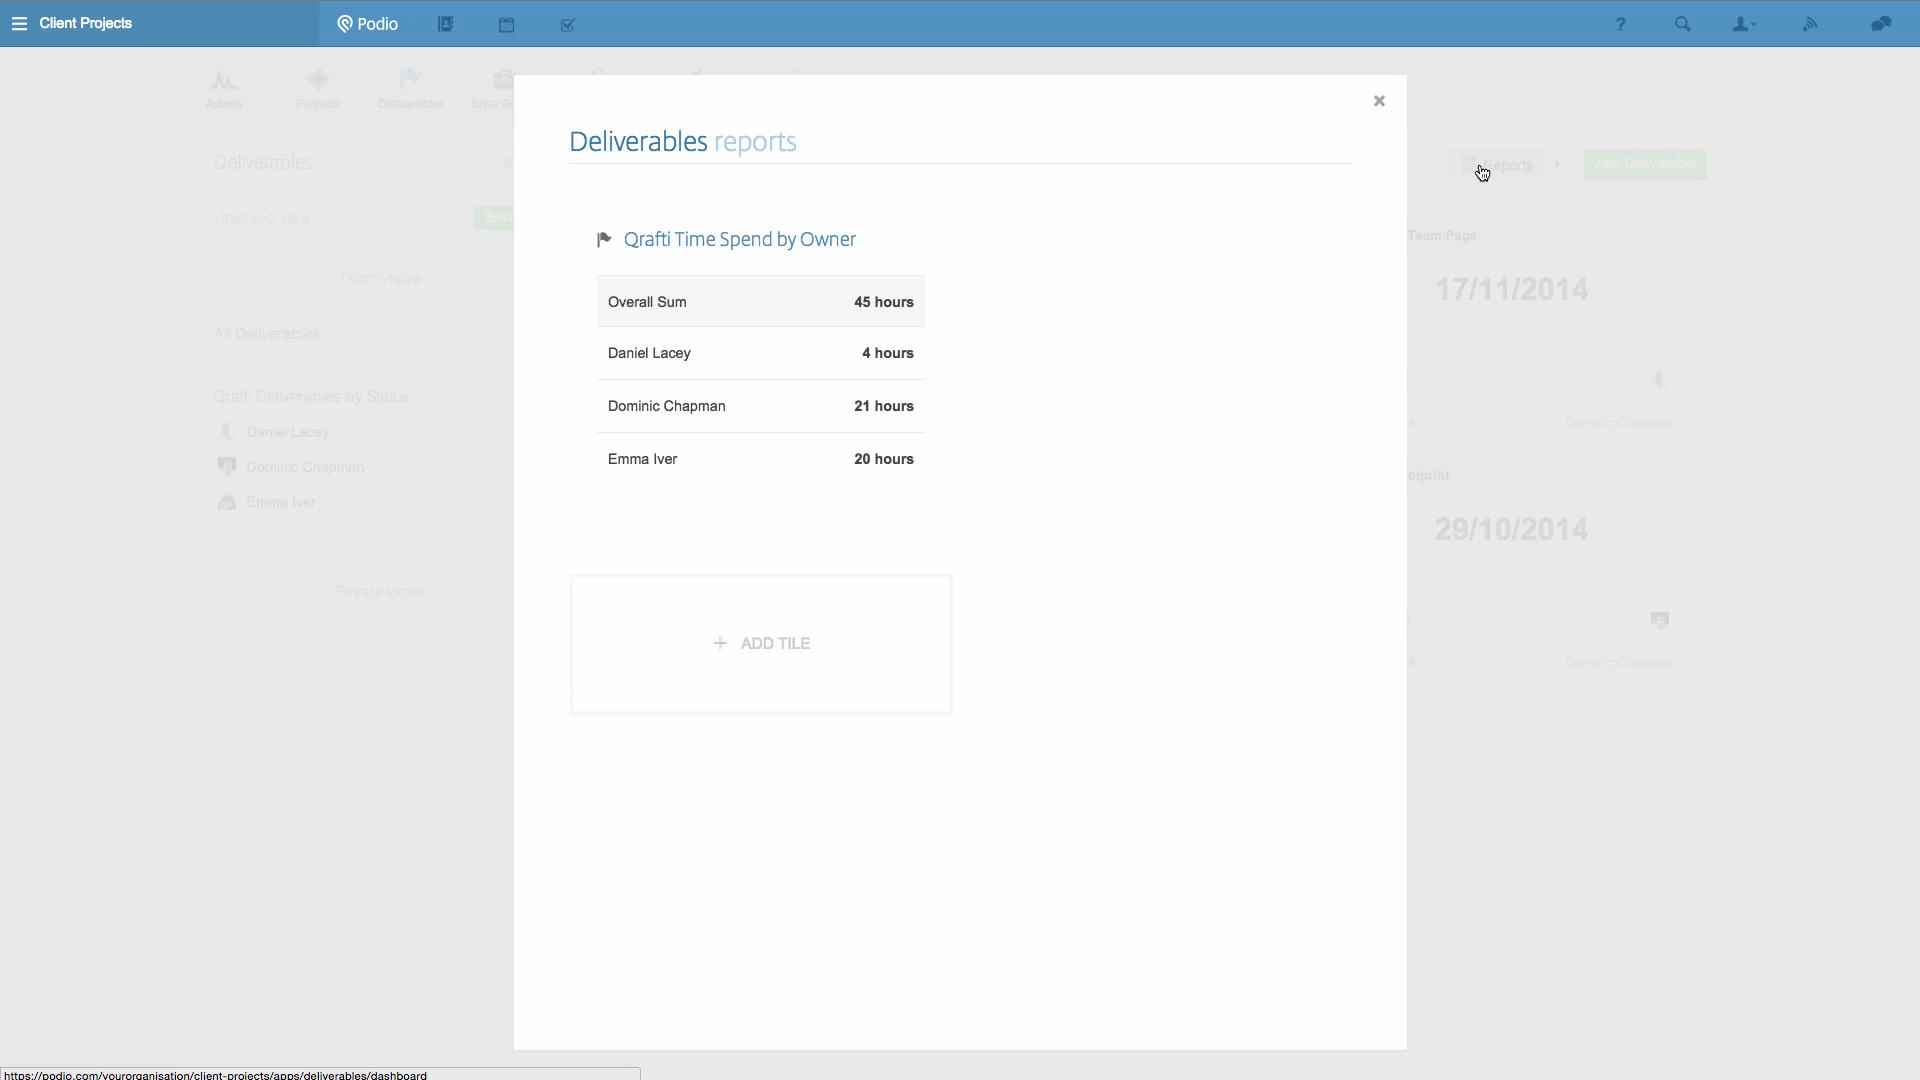 Client Projects
Podio
Activity
Projects
Deliverables
Deliverables
Reports
+
Add Deliverable
Unsaved view
Team views
All Deliverables
Qrafti Deliverables by Status
Daniel Lacey
Dominic Chapman
Emma Iver
Private views
Deliverables reports
Qrafti Time Spend by Owner
Overall Sum 45 hours
Daniel Lacey 4 hours
Dominic Chapman 21 hours
Emma Iver 20 hours
+ ADD TILE
Team Page
17/11/2014
Dominic Chapman
29/10/2014
Dominic Chapman
https://podio.com/yourorganisation/client-projects/apps/deliverables/dashboard